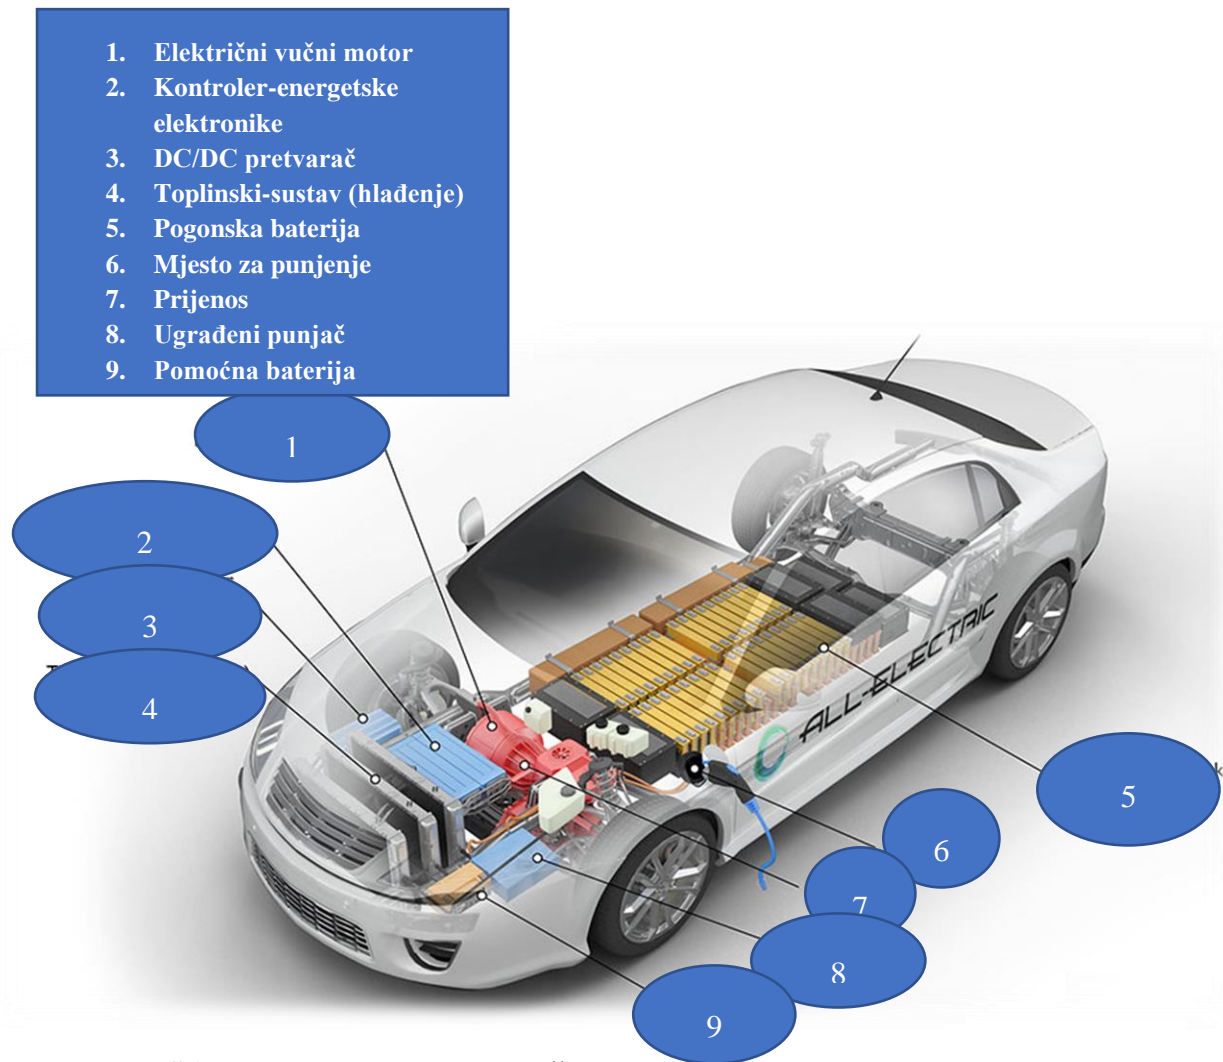 1. Električni vučni motor
2. Kontroler-energetske
elektronike
3. DC/DC pretvarač
4. Toplinski-sustav (hlađenje)
5. Pogonska baterija
6. Mjesto za punjenje
7. Prijenos
8. Ugrađeni punjač
9. Pomoćna baterija
1
2
3
4
ALL-ELECTRIC
5
6
7
8
9